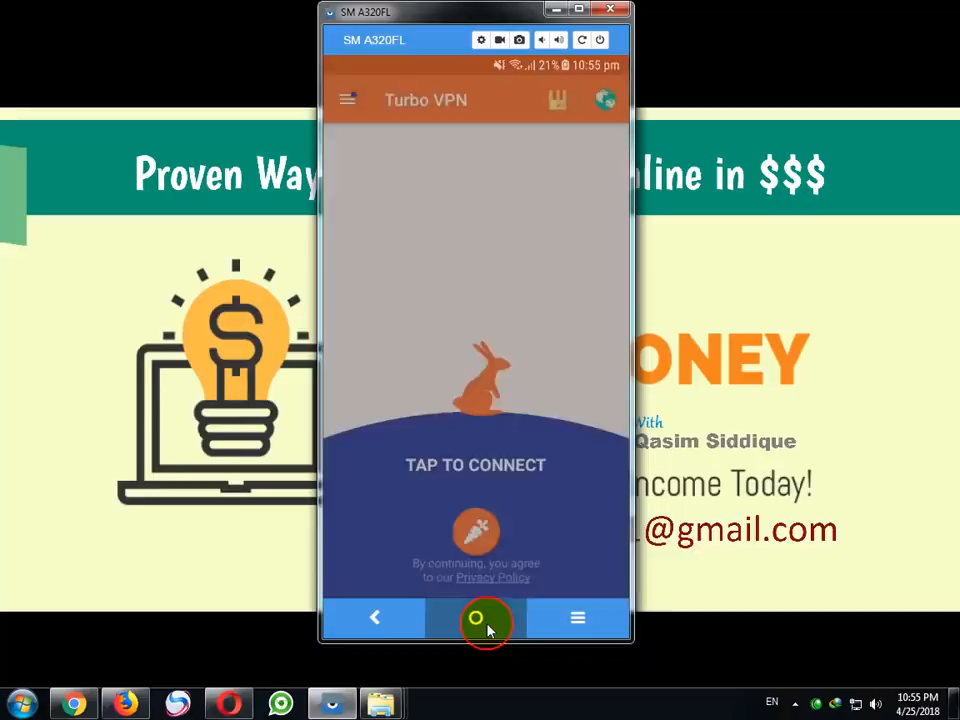 SM A320FL
SM A320FL
21% 10:55 pm
Turbo VPN
Proven Way
nline in $$$
ONEY
With
Qasim Siddique
ncome Today!
@gmail.com
TAP TO CONNECT
By continuing, you agree
to our Privacy Policy
EN
10:55 PM
4/25/2018